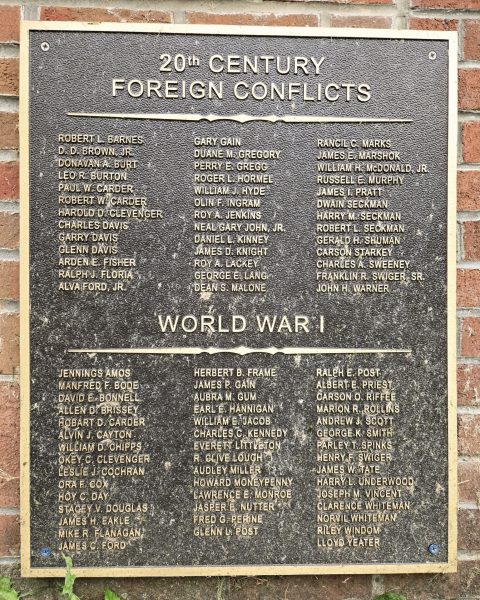 20th CENTURY
FOREIGN CONFLICTS
ROBERT L. BARNES
D. D. BROWN, JR.
DONAVAN A. BURT
LEO R. BURTON
PAUL W. CARDER
ROBERT W. CARDER
HAROLD D. CLEVENGER
CHARLES DAVIS
GARRY DAVIS
GLENN DAVIS
ARDEN E. FISHER
RALPH J. FLORIA
ALVA FORD, JR.
GARY GAIN
DUANE M. GREGORY
PERRY E. GREGG
ROGER L. HORMEL
WILLIAM J. HYDE
OLIN F. INGRAM
ROY A. JENKINS
NEAL GARY JOHN, JR.
DANIEL L. KINNEY
JAMES D. KNIGHT
ROY A. LACKEY
GEORGE E. LANG
DEAN S. MALONE
RANCIL C. MARKS
JAMES E. MARSHOK
WILLIAM H. McDONALD, JR.
RUSSELL E. MURPHY
JAMES I. PRATT
DWAIN SECKMAN
HARRY M. SECKMAN
ROBERT L. SECKMAN
GERALD H. SHUMAN
CARSON STARKEY
CHARLES A. SWEENEY
FRANKLIN R. SWIGER, SR.
JOHN H. WARNER
WORLD WAR I
JENNINGS AMOS
MANFRED F. BODE
DAVID E. BONNELL
ALLEN D. BRISSEY
ROBART D. CARDER
ALVIN J. CAYTON
WILLIAM D. CHIPPS
OKEY C. CLEVENGER
LESLIE J. COCHRAN
ORA F. COX
HOY C. DAY
STACEY V. DOUGLAS
JAMES H. EAKLE
MIKE R. FLANAGAN
JAMES C. FORD
HERBERT B. FRAME
JAMES P. GAIN
AUBRA M. GUM
EARL E. HANNIGAN
WILLIAM E. JACOB
CHARLES C. KENNEDY
EVERETT LITTLETON
R. CLIVE LOUGH
AUDLEY MILLER
HOWARD MONEYPENNY
LAWRENCE E. MONROE
JASPER E. NUTTER
FRED G. PERINE
GLENN L. POST
RALPH E. POST
ALBERT E. PRIEST
CARSON O. RIFFEE
MARION R. ROLLINS
ANDREW J. SCOTT
GEORGE K. SMITH
PARLEY T. SPINKS
HENRY F. SWIGER
JAMES W. TATE
HARRY L. UNDERWOOD
JOSEPH M. VINCENT
CLARENCE WHITEMAN
NORVIL WHITEMAN
RILEY WINDOM
LLOYD YEATER